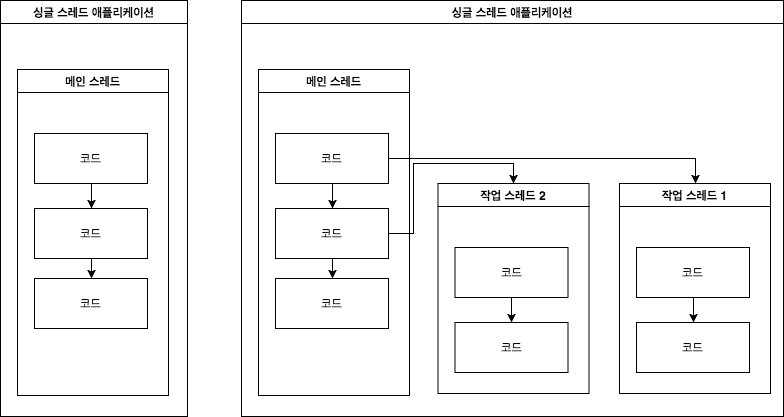 싱글 스레드 애플리케이션
메인 스레드
코드
코드
코드
싱글 스레드 애플리케이션
메인 스레드
코드
코드
코드
작업 스레드 2
코드
코드
작업 스레드 1
코드
코드